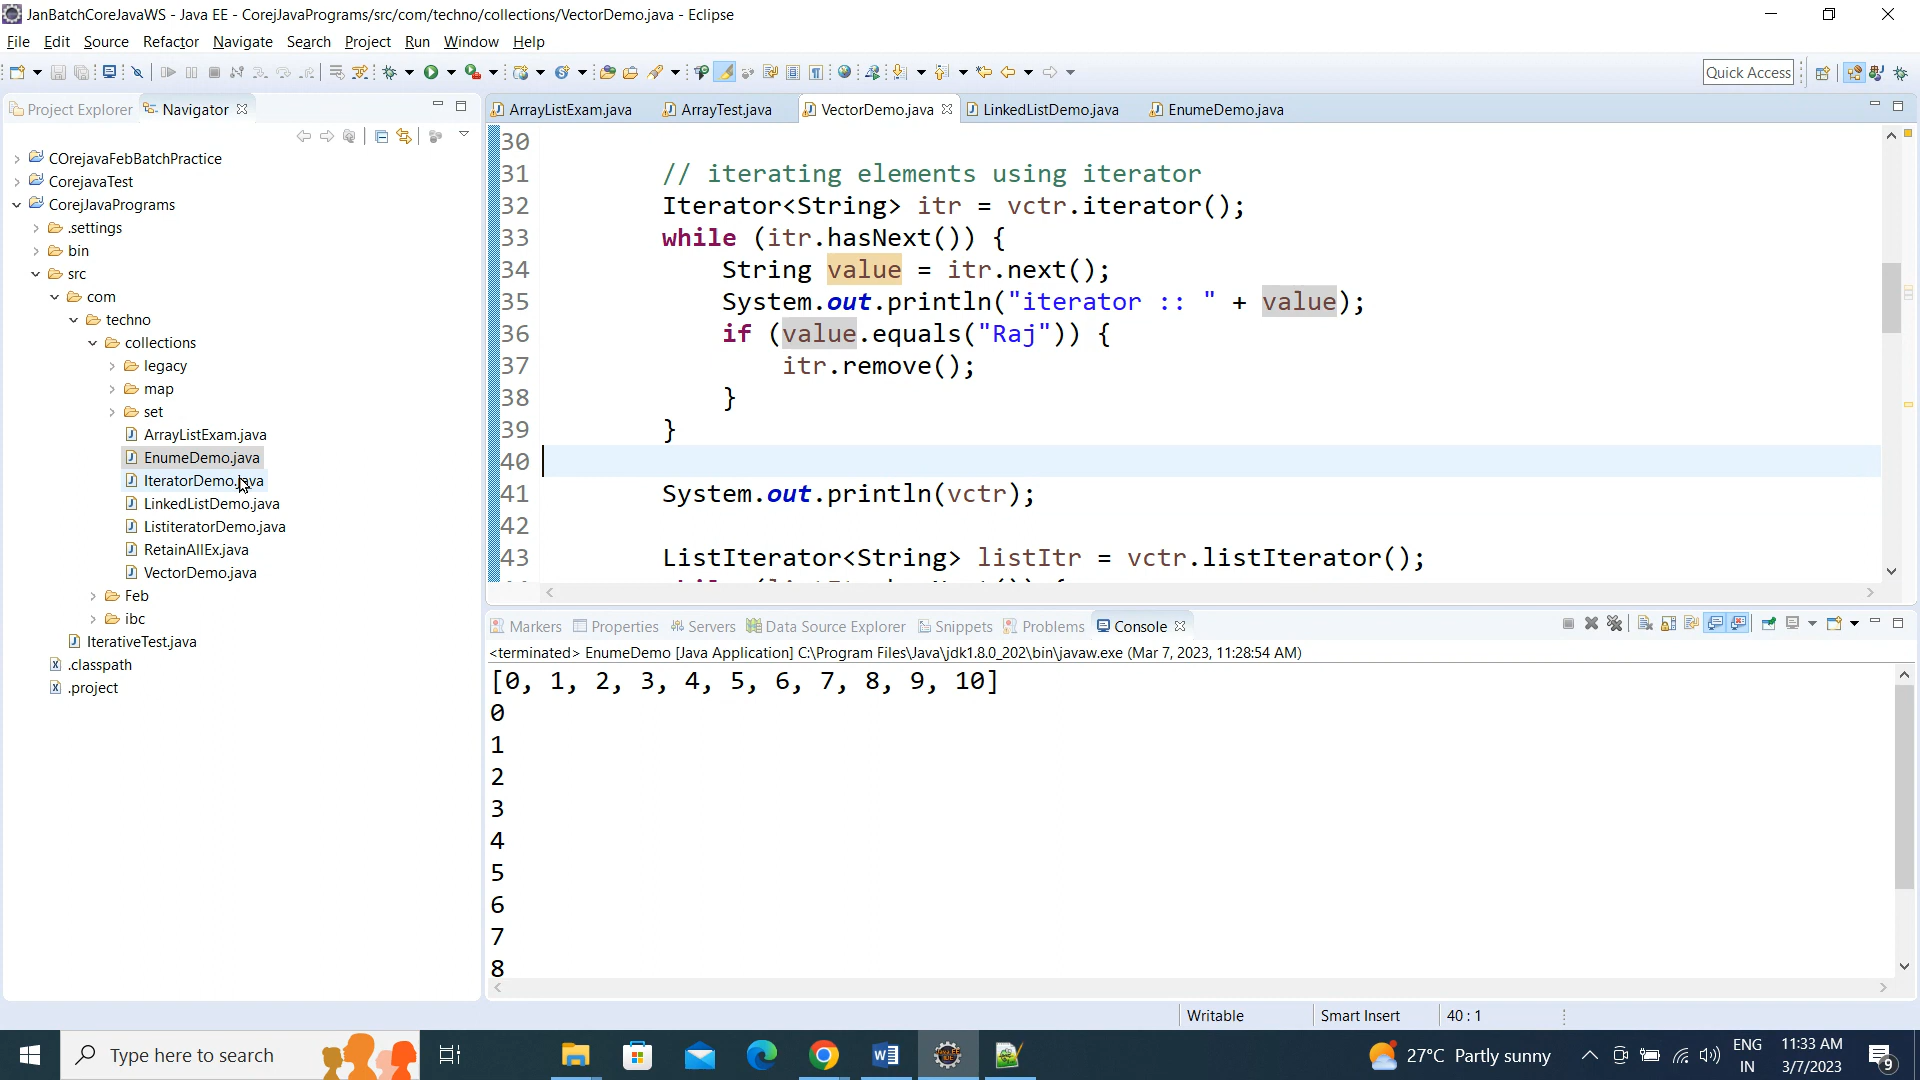 JanBatchCoreJavaWS - Java EE - CorejJavaPrograms/src/com/techno/collections/VectorDemo.java - Eclipse
File Edit Source Refactor Navigate Search Project Run Window Help
Quick Access
Project Explorer Navigator
COrejavaFebBatchPractice
CorejavaTest
CorejJavaPrograms
.settings
bin
src
com
techno
collections
legacy
map
set
ArrayListExam.java
EnumeDemo.java
IteratorDemo.java
LinkedListDemo.java
ListiteratorDemo.java
RetainAllEx.java
VectorDemo.java
Feb
ibc
IterativeTest.java
.classpath
.project
ArrayListExam.java ArrayTest.java VectorDemo.java LinkedListDemo.java EnumeDemo.java
30
31 // iterating elements using iterator
32 Iterator<String> itr = vctr.iterator();
33 while (itr.hasNext()) {
34 String value = itr.next();
35 System.out.println("iterator :: " + value);
36 if (value.equals("Raj")) {
37 itr.remove();
38 }
39 }
40
41 System.out.println(vctr);
42
43 ListIterator<String> listItr = vctr.listIterator();
Markers Properties Servers Data Source Explorer Snippets Problems Console
<terminated> EnumeDemo [Java Application] C:\Program Files\Java\jdk1.8.0_202\bin\javaw.exe (Mar 7, 2023, 11:28:54 AM)
[0, 1, 2, 3, 4, 5, 6, 7, 8, 9, 10]
0
1
2
3
4
5
6
7
8
Writable Smart Insert 40 : 1
Type here to search
27°C Partly sunny
ENG
IN
11:33 AM
3/7/2023
9